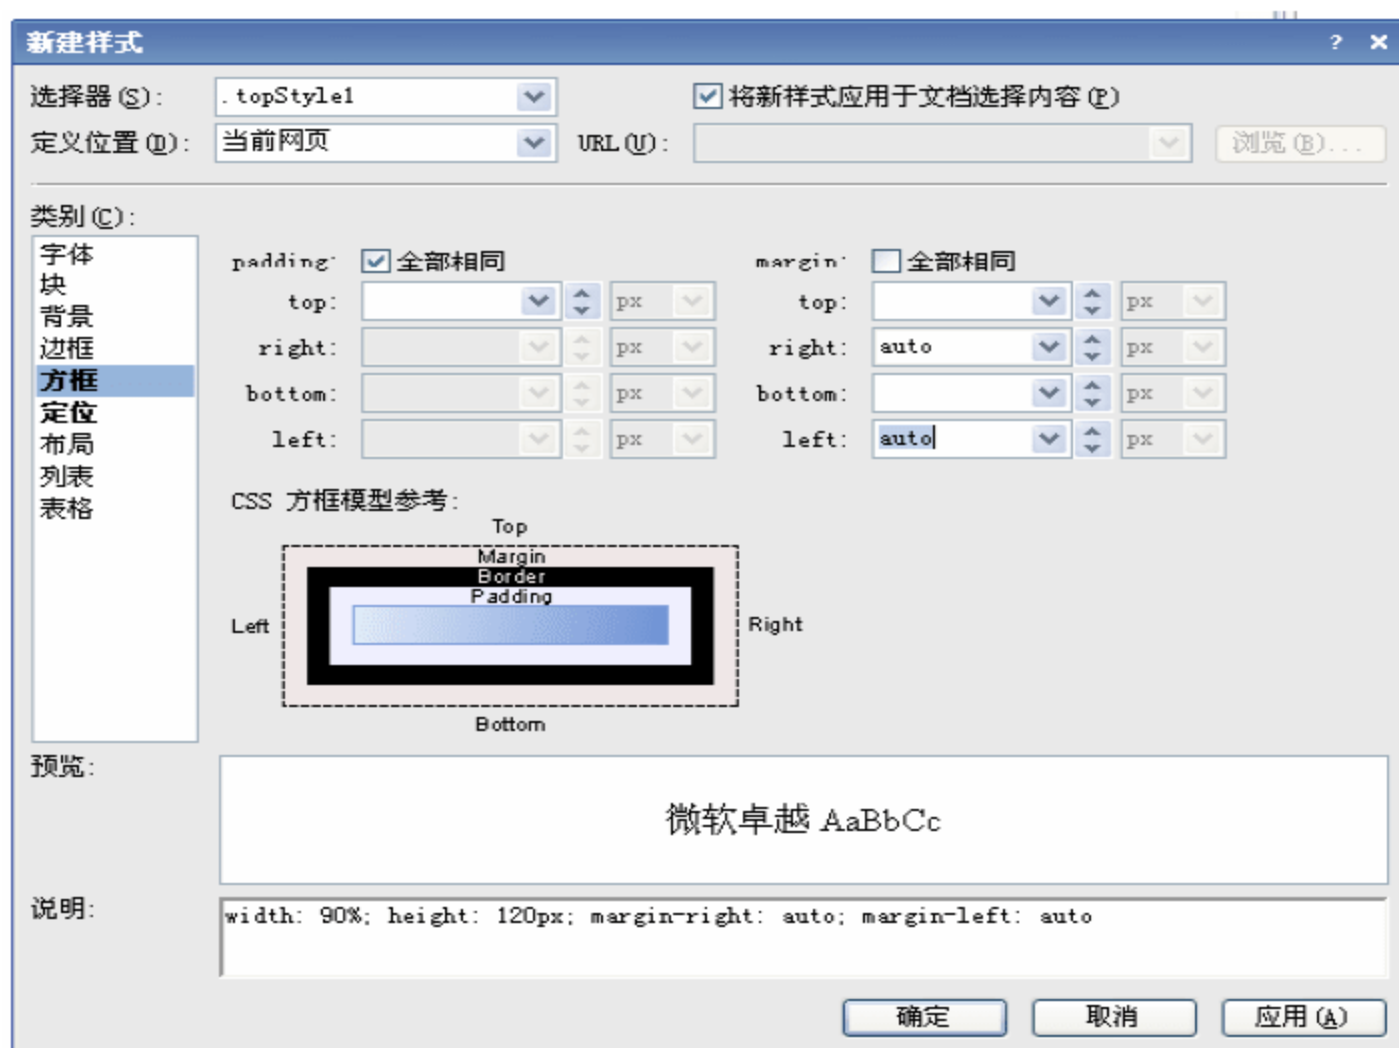 新建样式
选择器(S): .topStyle1 将新样式应用于文档选择内容(P)
定义位置(D): 当前网页 URL(U): 浏览(B)...
类别(C):
字体
块
背景
边框
方框
定位
布局
列表
表格
padding: 全部相同 margin: 全部相同
top: px top: px
right: px right: auto px
bottom: px bottom: px
left: px left: auto px
CSS 方框模型参考:
Top
Margin
Border
Padding
Left Right
Bottom
预览:
微软卓越 AaBbCc
说明:
width: 90%; height: 120px; margin-right: auto; margin-left: auto
确定 取消 应用(A)